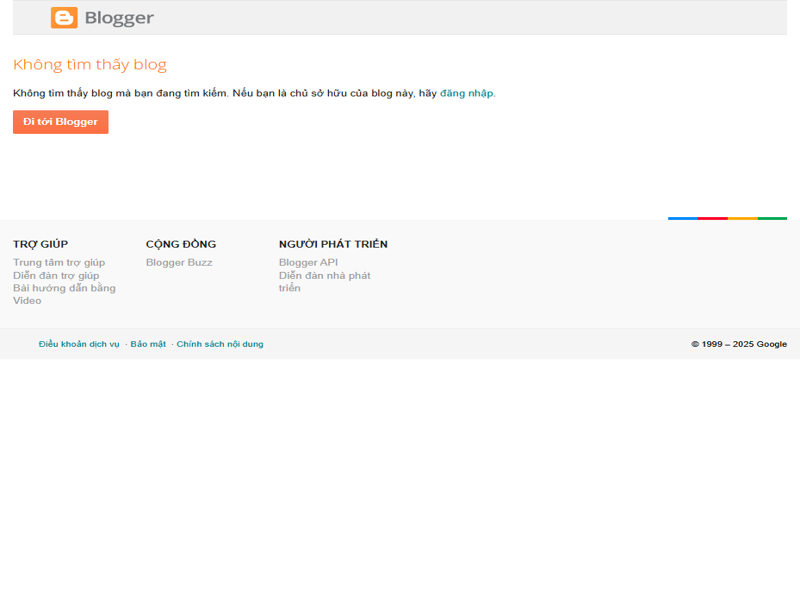 Blogger
Không tìm thấy blog
Không tìm thấy blog mà bạn đang tìm kiếm. Nếu bạn là chủ sở hữu của blog này, hãy đăng nhập.
Đi tới Blogger
TRỢ GIÚP
Trung tâm trợ giúp
Diễn đàn trợ giúp
Bài hướng dẫn bằng
Video
CỘNG ĐỒNG
Blogger Buzz
NGƯỜI PHÁT TRIỂN
Blogger API
Diễn đàn nhà phát
triển
Điều khoản dịch vụ · Bảo mật · Chính sách nội dung
© 1999 – 2025 Google